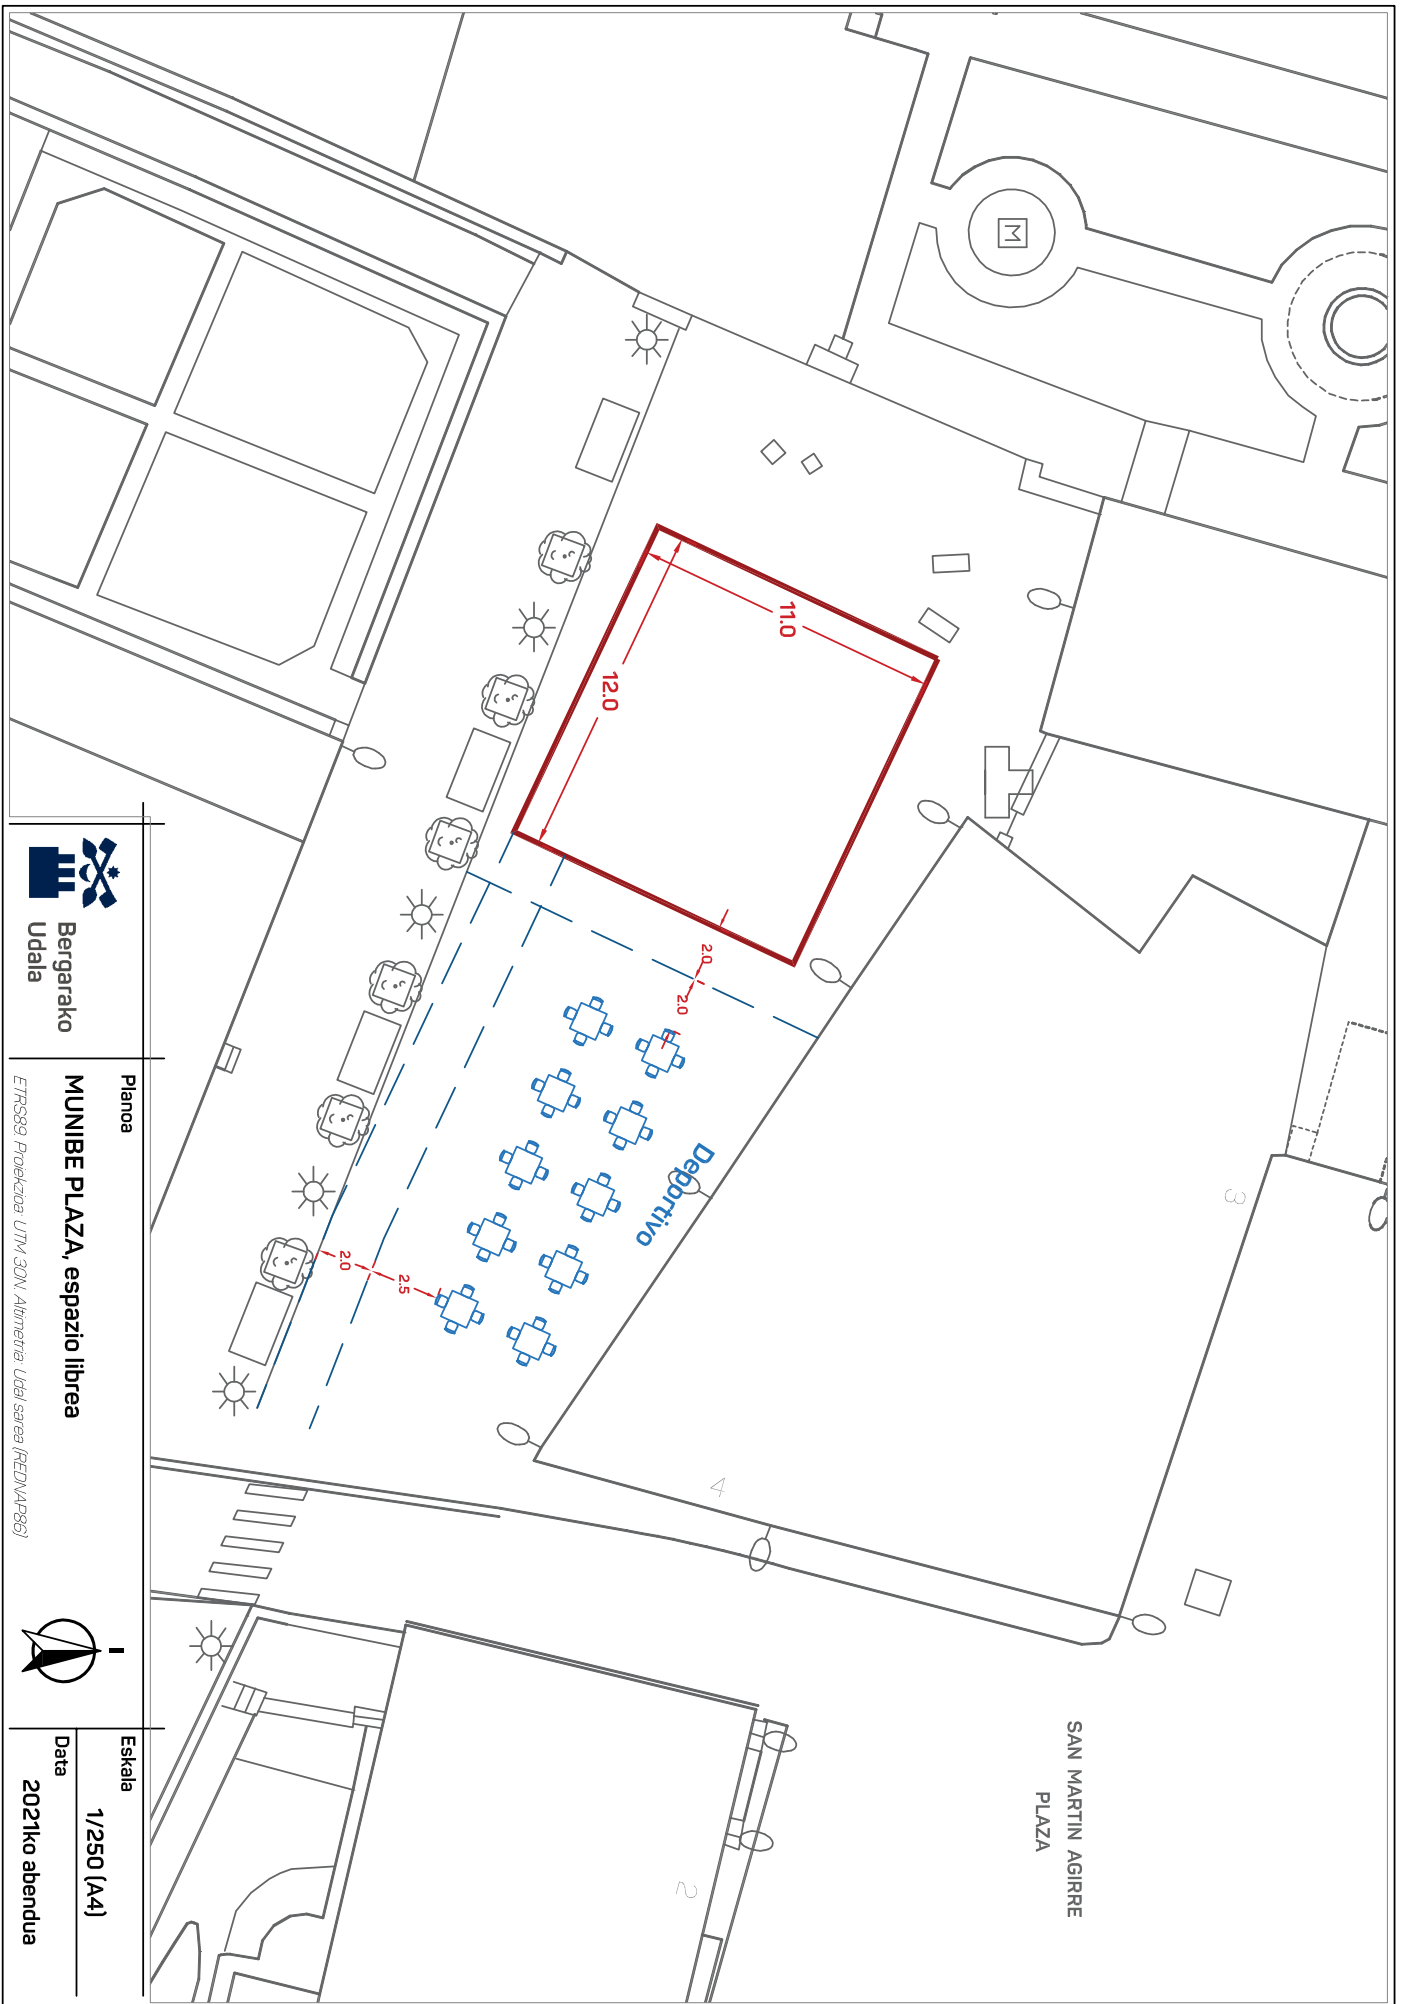 M
11.0
12.0
2.0
2.0
Deportivo
2.0
2.5
3
4
2
SAN MARTIN AGIRRE
PLAZA
Bergarako
Udala
Planoa
MUNIBE PLAZA, espazio librea
ETRS89. Proiekzioa: UTM 30N. Altimetria: Udal sarea (REDNAP86)
Eskala
1/250 (A4)
Data
2021ko abendua